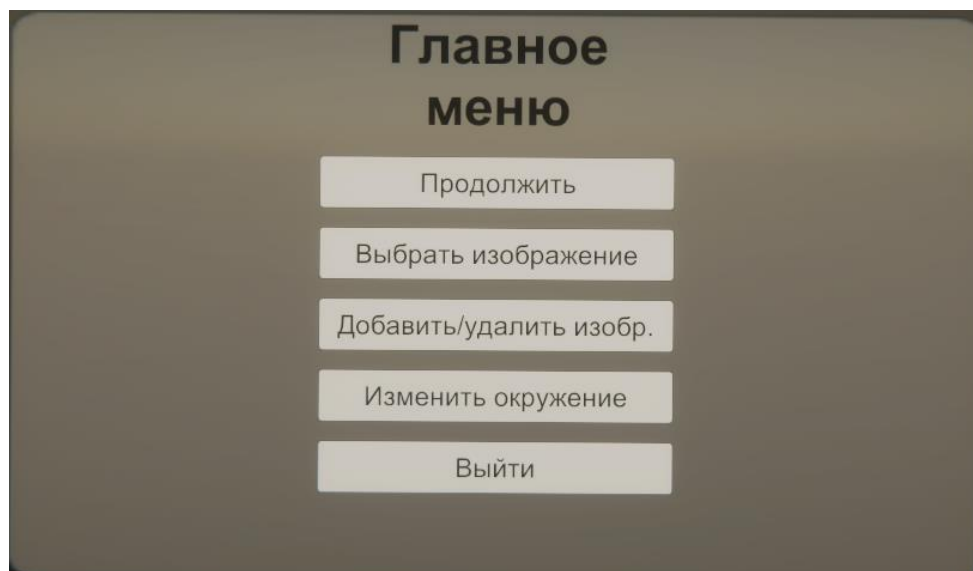 Главное
меню
Продолжить
Выбрать изображение
Добавить/удалить изобр.
Изменить окружение
Выйти